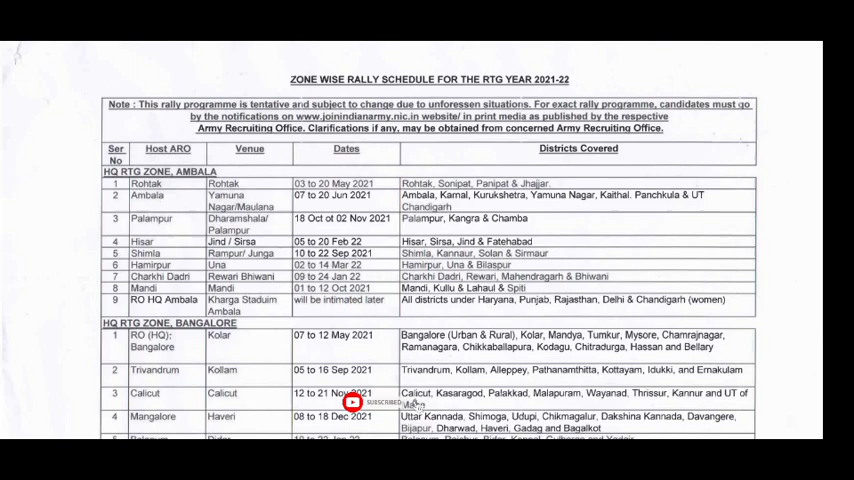 ZONE WISE RALLY SCHEDULE FOR THE RTG YEAR 2021-22
Note : This rally programme is tentative and subject to change due to unforessen situations. For exact rally programme, candidates must go
by the notifications on www.joinindianarmy.nic.in website/ in print media as published by the respective
Army Recruiting Office. Clarifications if any, may be obtained from concerned Army Recruiting Office.
Ser No Host ARO Venue Dates Districts Covered
HQ RTG ZONE, AMBALA
1 Rohtak Rohtak 03 to 20 May 2021 Rohtak, Sonipat, Panipat & Jhajjar.
2 Ambala Yamuna Nagar/Maulana 07 to 20 Jun 2021 Ambala, Karnal, Kurukshetra, Yamuna Nagar, Kaithal. Panchkula & UT Chandigarh
3 Palampur Dharamshala/ Palampur 18 Oct ot 02 Nov 2021 Palampur, Kangra & Chamba
4 Hisar Jind / Sirsa 05 to 20 Feb 22 Hisar, Sirsa, Jind & Fatehabad
5 Shimla Rampur/ Junga 10 to 22 Sep 2021 Shimla, Kannaur, Solan & Sirmaur
6 Hamirpur Una 02 to 14 Mar 22 Hamirpur, Una & Bilaspur
7 Charkhi Dadri Rewari Bhiwani 09 to 24 Jan 22 Charkhi Dadri, Rewari, Mahendragarh & Bhiwani
8 Mandi Mandi 01 to 12 Oct 2021 Mandi, Kullu & Lahaul & Spiti
9 RO HQ Ambala Kharga Staduim Ambala will be intimated later All districts under Haryana, Punjab, Rajasthan, Delhi & Chandigarh (women)
HQ RTG ZONE, BANGALORE
1 RO (HQ): Bangalore Kolar 07 to 12 May 2021 Bangalore (Urban & Rural), Kolar, Mandya, Tumkur, Mysore, Chamrajnagar,
Ramanagara, Chikkaballapura, Kodagu, Chitradurga, Hassan and Bellary
2 Trivandrum Kollam 05 to 16 Sep 2021 Trivandrum, Kollam, Alleppey, Pathanamthitta, Kottayam, Idukki, and Ernakulam
3 Calicut Calicut 12 to 21 Nov 2021 Calicut, Kasaragod, Palakkad, Malapuram, Wayanad, Thrissur, Kannur and UT of
SUBSCRIBED
4 Mangalore Haveri 08 to 18 Dec 2021 Uttar Kannada, Shimoga, Udupi, Chikmagalur, Dakshina Kannada, Davangere,
Bijapur, Dharwad, Haveri, Gadag and Bagalkot